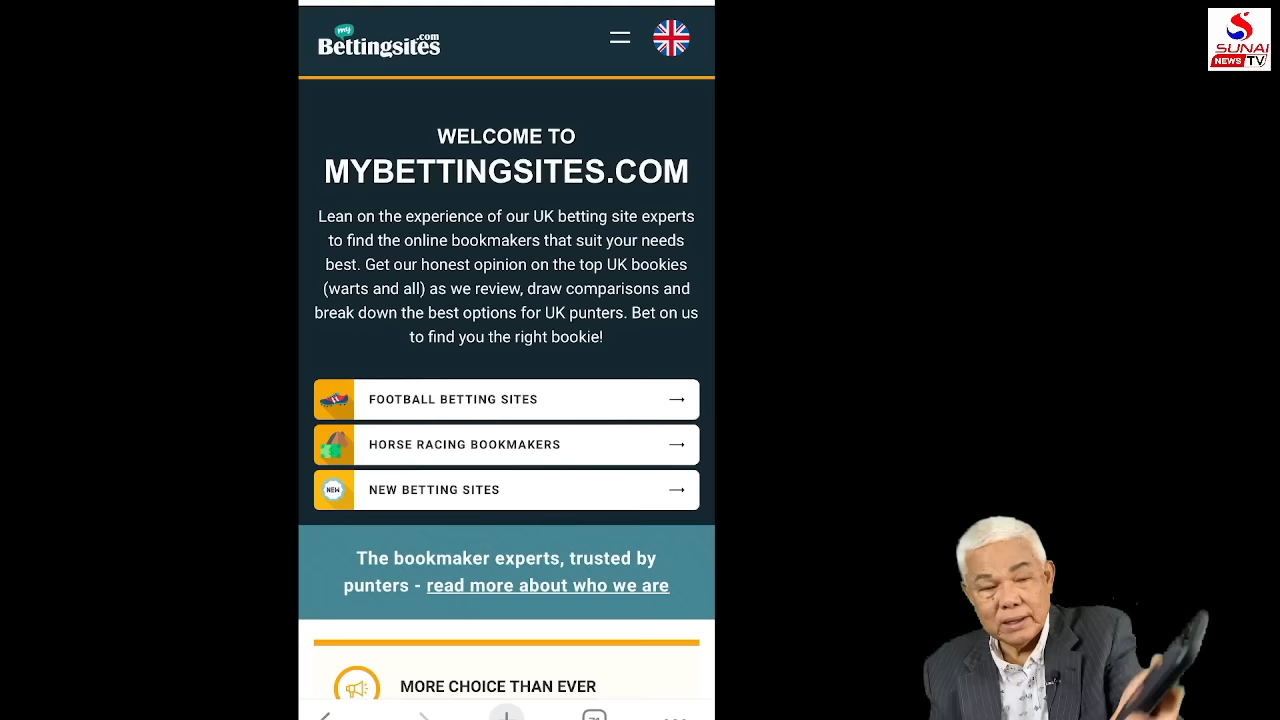 my
Bettingsites.com
SUNAI
NEWS TV
WELCOME TO
MYBETTINGSITES.COM
Lean on the experience of our UK betting site experts
to find the online bookmakers that suit your needs
best. Get our honest opinion on the top UK bookies
(warts and all) as we review, draw comparisons and
break down the best options for UK punters. Bet on us
to find you the right bookie!
FOOTBALL BETTING SITES
HORSE RACING BOOKMAKERS
NEW
NEW BETTING SITES
The bookmaker experts, trusted by
punters - read more about who we are
MORE CHOICE THAN EVER